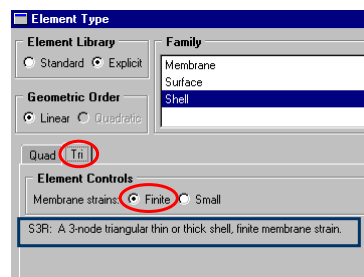 Element Type
Element Library
Family
Standard Explicit
Membrane
Surface
Shell
Geometric Order
Linear Quadratic
Quad Tri
Element Controls
Membrane strains: Finite Small
S3R: A 3-node triangular thin or thick shell, finite membrane strain.